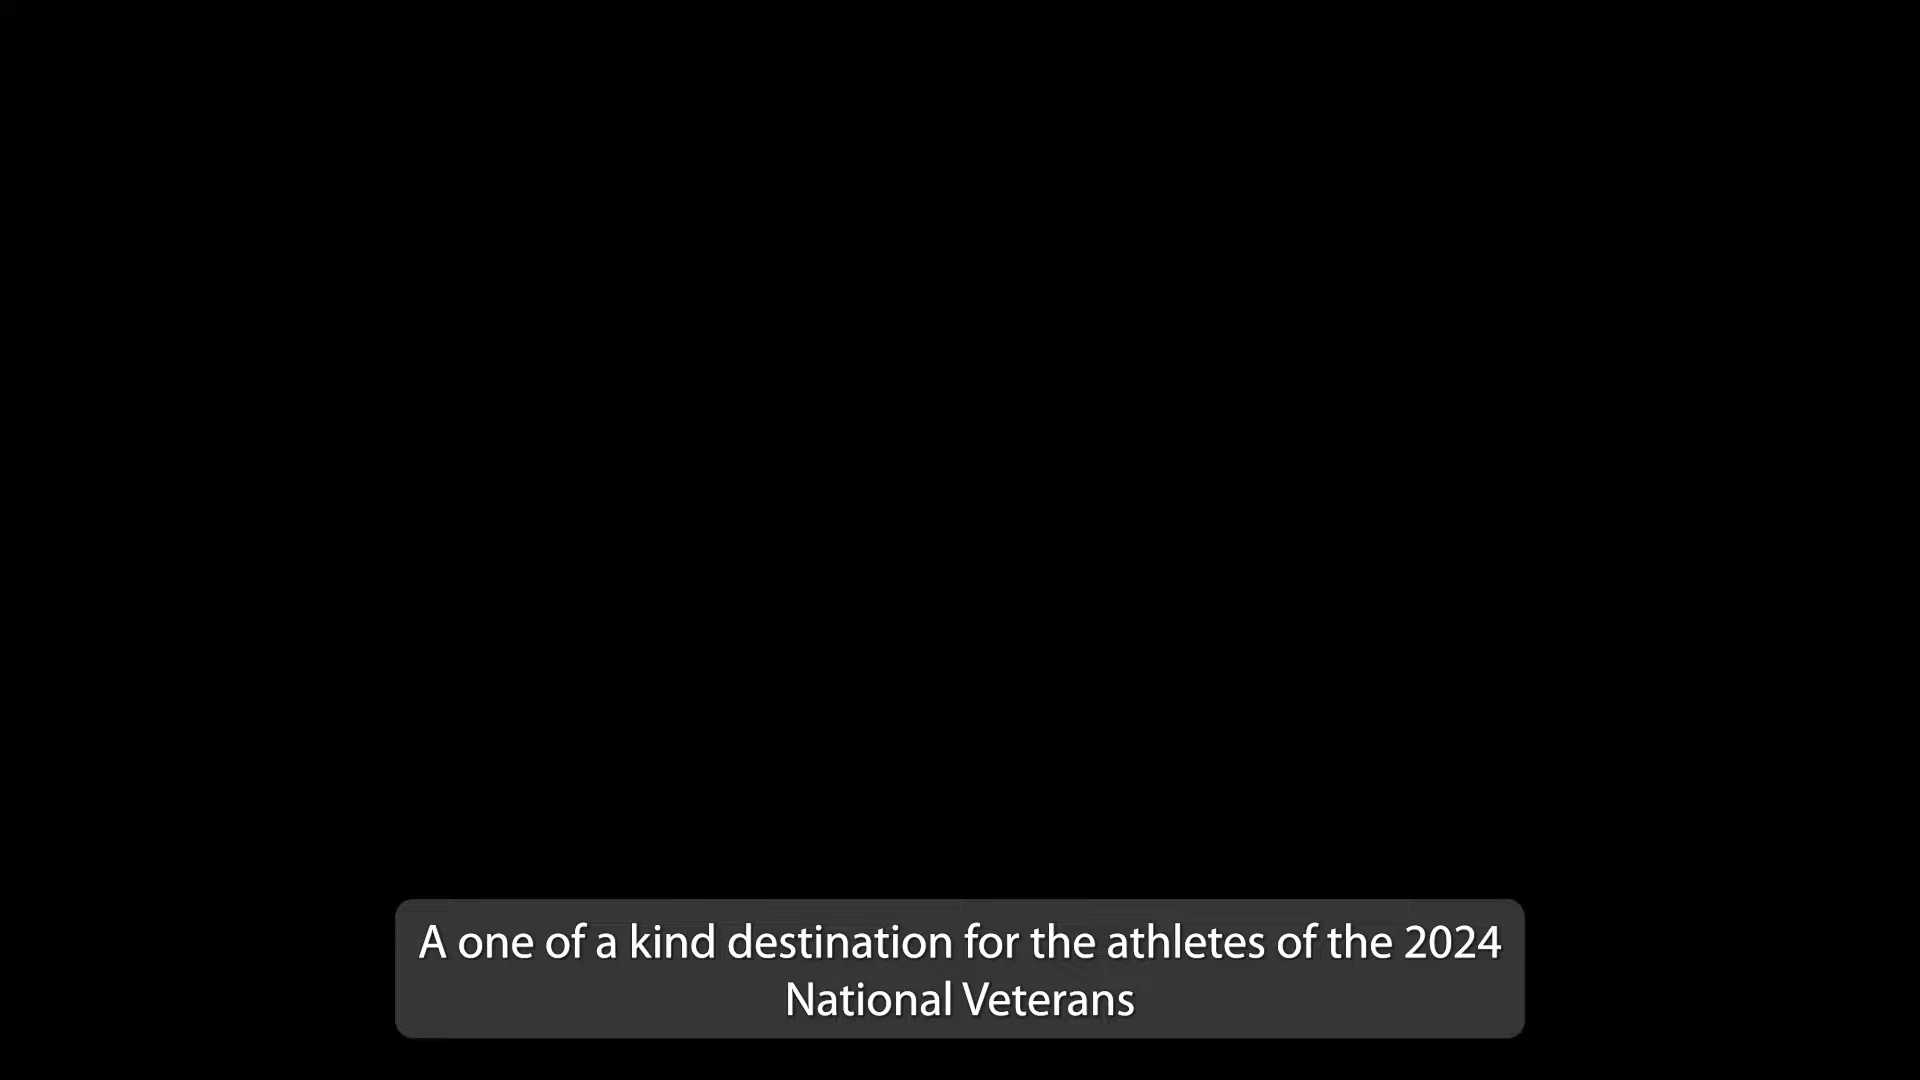 A one of a kind destination for the athletes of the 2024
National Veterans